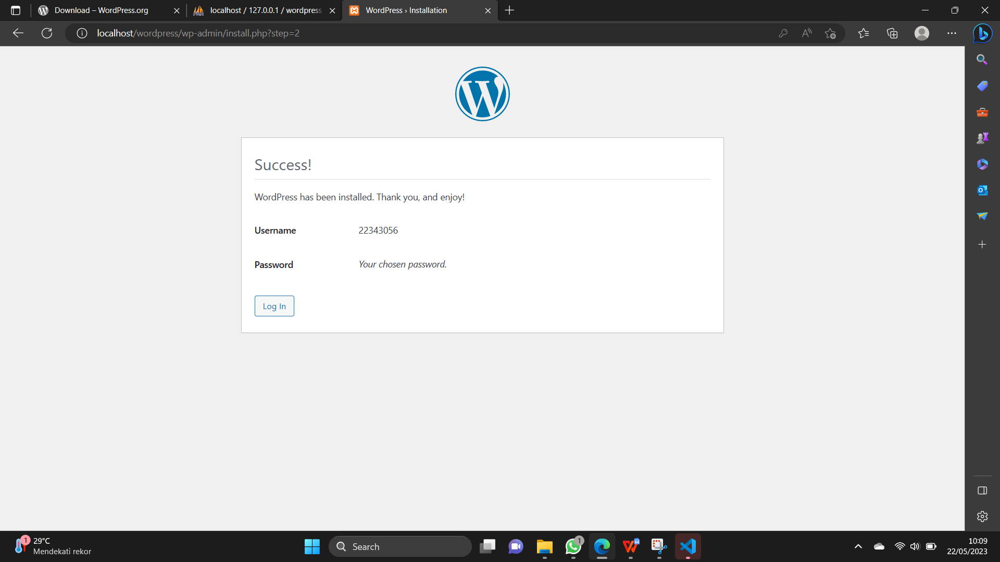 Download – WordPress.org
localhost / 127.0.0.1 / wordpress
WordPress › Installation
localhost/wordpress/wp-admin/install.php?step=2
Success!
WordPress has been installed. Thank you, and enjoy!
Username 22343056
Password Your chosen password.
Log In
1
29°C
Mendekati rekor
Search
1
10:09
22/05/2023